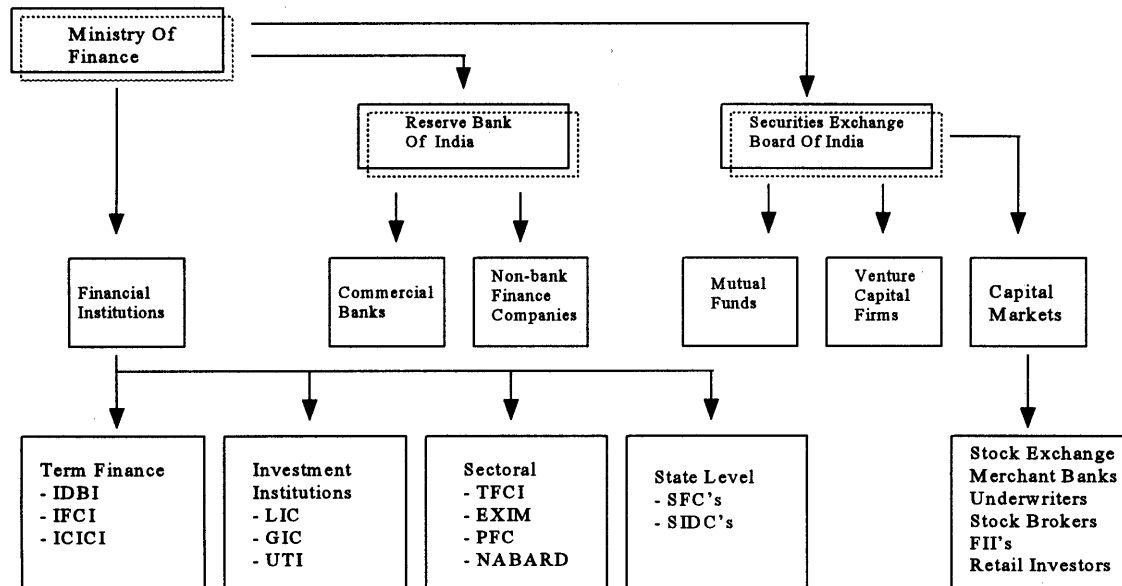 Ministry Of
Finance
Reserve Bank
Of India
Securities Exchange
Board Of India
Financial
Institutions
Commercial
Banks
Non-bank
Finance
Companies
Mutual
Funds
Venture
Capital
Firms
Capital
Markets
Term Finance
- IDBI
- IFCI
- ICICI
Investment
Institutions
- LIC
- GIC
- UTI
Sectoral
- TFCI
- EXIM
- PFC
- NABARD
State Level
- SFC's
- SIDC's
Stock Exchange
Merchant Banks
Underwriters
Stock Brokers
FII's
Retail Investors